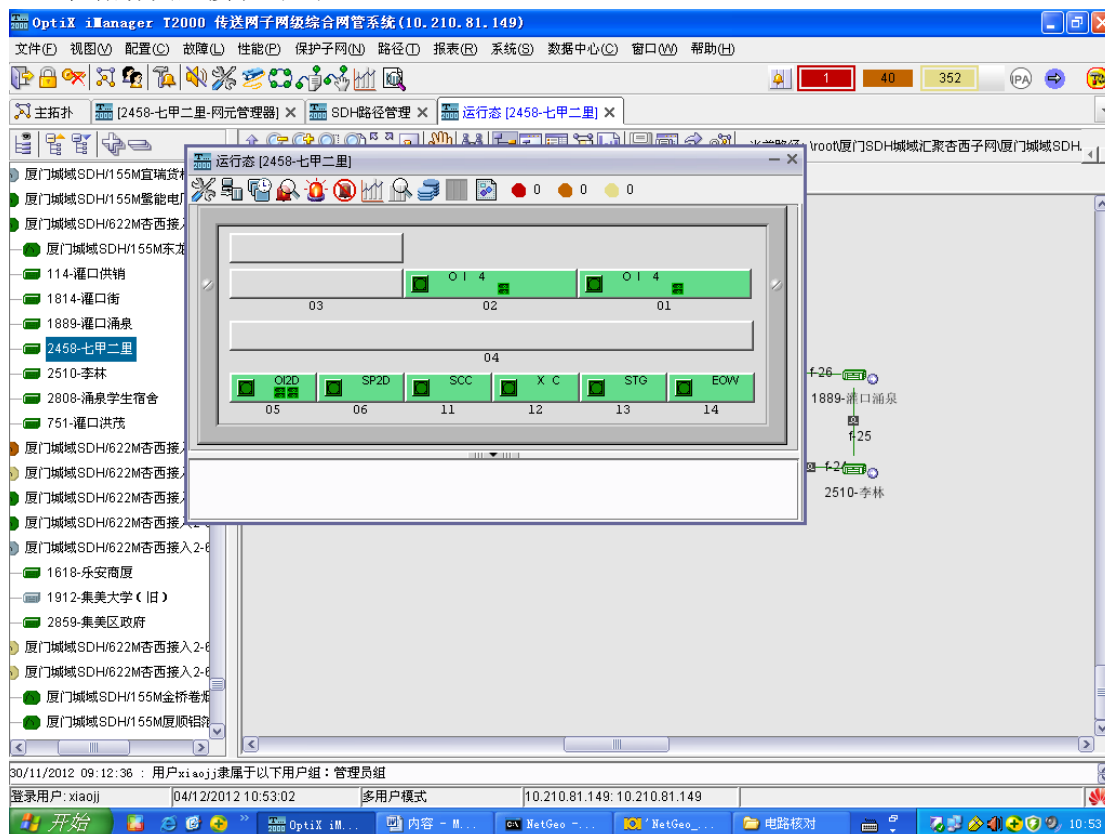 OptiX iManager T2000 传送网子网级综合网管系统(10.210.81.149)
文件(F) 视图(V) 配置(C) 故障(L) 性能(P) 保护子网(N) 路径(T) 报表(R) 系统(S) 数据中心(C) 窗口(W) 帮助(H)
1 40 352 (PA)
主拓扑 [2458-七甲二里-网元管理器] SDH路径管理 运行态 [2458-七甲二里]
\root\厦门SDH城域汇聚杏西子网\厦门城域SDH
运行态 [2458-七甲二里]
0 0 0
厦门城域SDH/155M宜瑞货
厦门城域SDH/155M鹭能电
厦门城域SDH/622M杏西接
厦门城域SDH/155M东
114-灌口供销
1814-灌口街
1889-灌口涌泉
2458-七甲二里
2510-李林
2808-涌泉学生宿舍
751-灌口洪茂
厦门城域SDH/622M杏西接
厦门城域SDH/622M杏西接
厦门城域SDH/622M杏西接
厦门城域SDH/622M杏西接入
厦门城域SDH/622M杏西接入2-6
1618-乐安商厦
1912-集美大学(旧)
2859-集美区政府
厦门城域SDH/622M杏西接入2-6
厦门城域SDH/622M杏西接入2-6
厦门城域SDH/155M金桥卷烟
厦门城域SDH/155M厦顺铝箔
OI4 OI4
03 02 01
04
OI2D SP2D SCC XC STG EOW
05 06 11 12 13 14
f-26
1889-灌口涌泉
f-25
f-24
2510-李林
30/11/2012 09:12:36 : 用户xiaojj隶属于以下用户组：管理员组
登录用户: xiaojj 04/12/2012 10:53:02 多用户模式 10.210.81.149: 10.210.81.149
开始 OptiX iM... 内容 - M... NetGeo -... 'NetGeo_... 电路核对 10:53